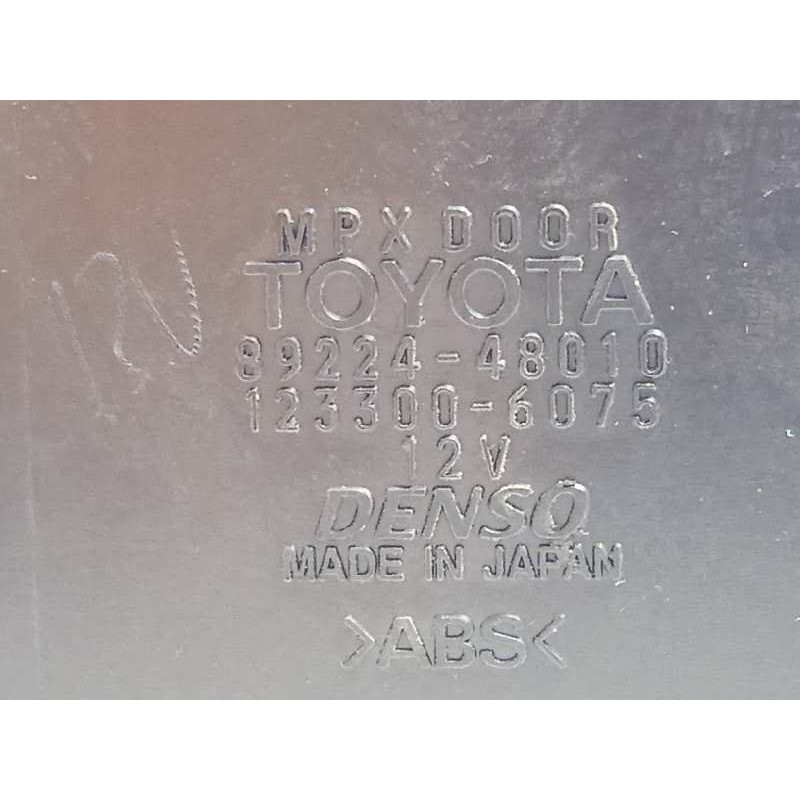 MPX DOOR
TOYOTA
89224-48010
123300-6075
12V
DENSO
MADE IN JAPAN
>ABS<